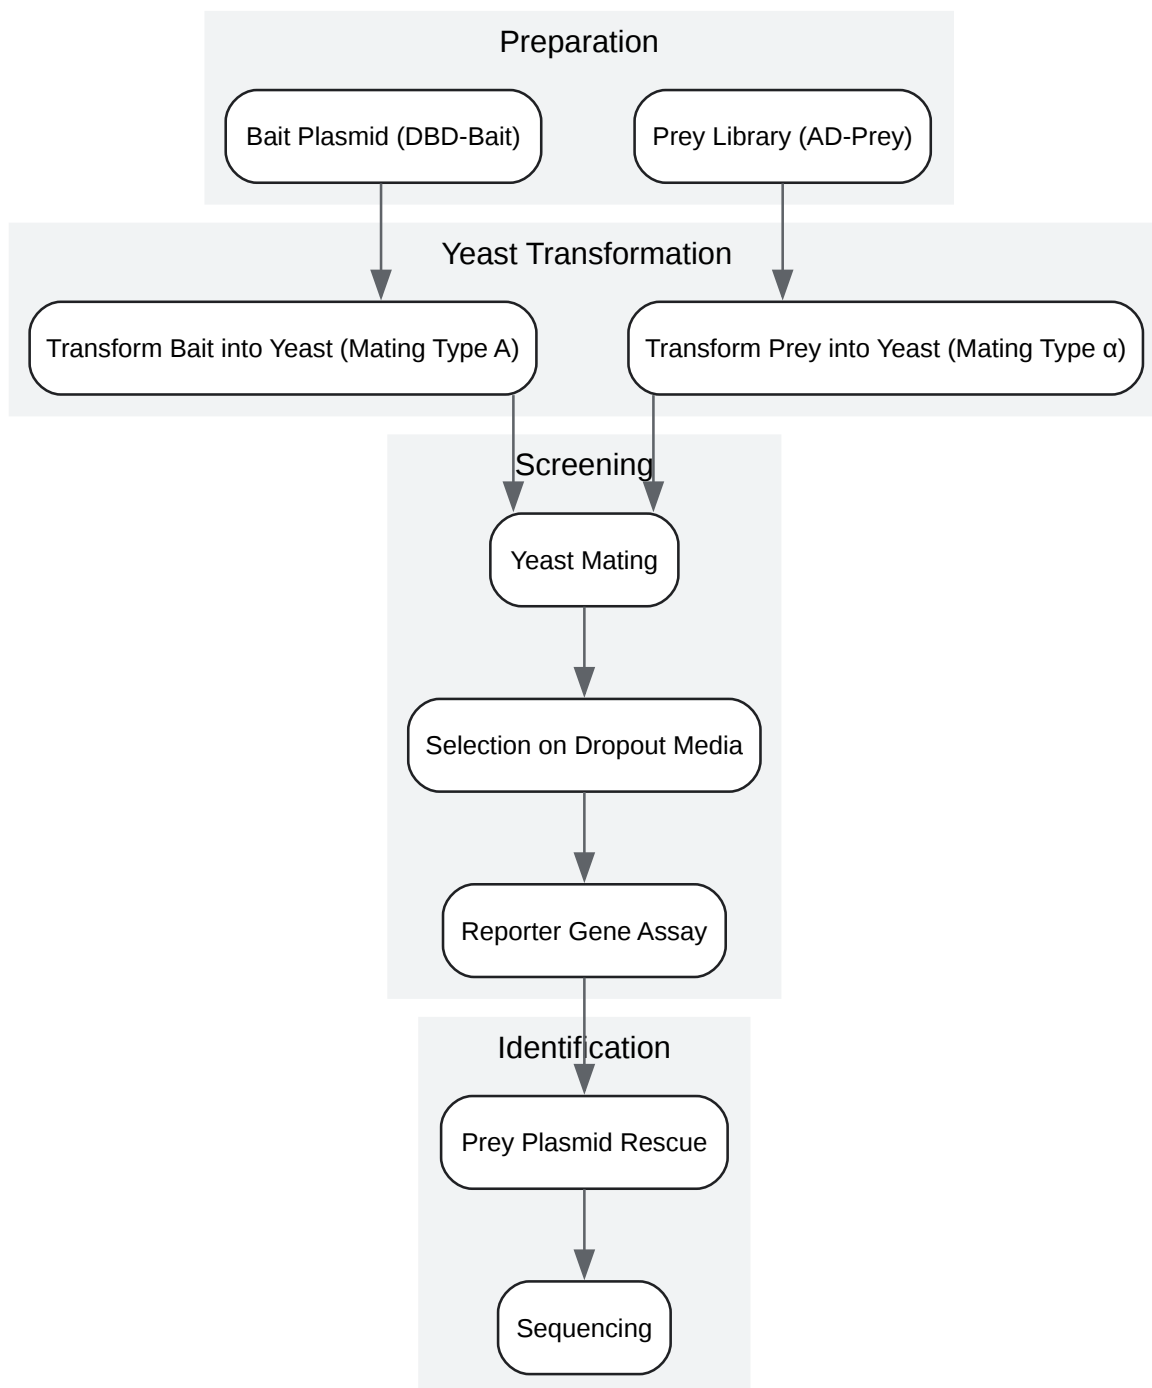 Preparation
Bait Plasmid (DBD-Bait)
Prey Library (AD-Prey)
Yeast Transformation
Transform Bait into Yeast (Mating Type A)
Transform Prey into Yeast (Mating Type α)
Screening
Yeast Mating
Selection on Dropout Media
Reporter Gene Assay
Identification
Prey Plasmid Rescue
Sequencing